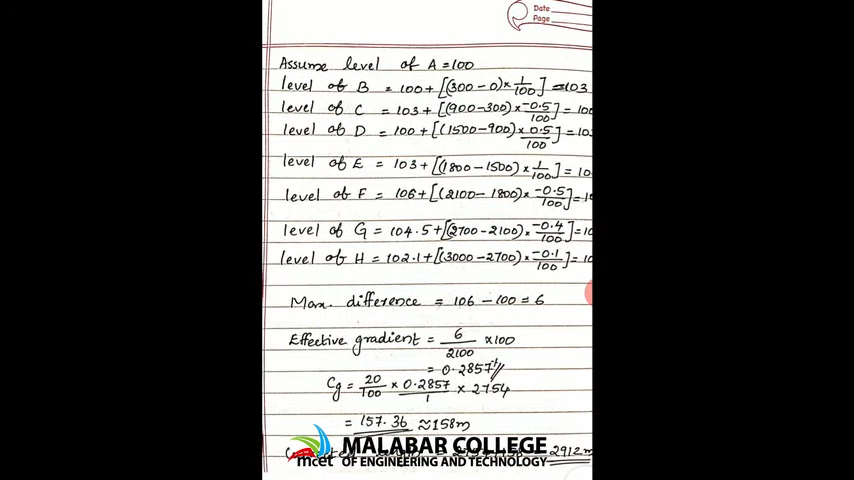 Date
Page
Assume level of A = 100
level of B = 100 + [(300 - 0) × 1/100] = 103
level of C = 103 + [(900 - 300) × -0.5/100] = 100
level of D = 100 + [(1500 - 900) × 0.5/100] = 103
level of E = 103 + [(1800 - 1500) × 1/100] = 10
level of F = 106 + [(2100 - 1800) × -0.5/100] = 10
level of G = 104.5 + [(2700 - 2100) × -0.4/100] = 10
level of H = 102.1 + [(3000 - 2700) × -0.1/100] = 10
Max. difference = 106 - 100 = 6
Effective gradient = 6/2100 × 100
= 0.2857
Cg = 20/100 × 0.2857/1 × 2754
= 157.36 ≈ 158m
= 2912m
mcet
MALABAR COLLEGE
OF ENGINEERING AND TECHNOLOGY